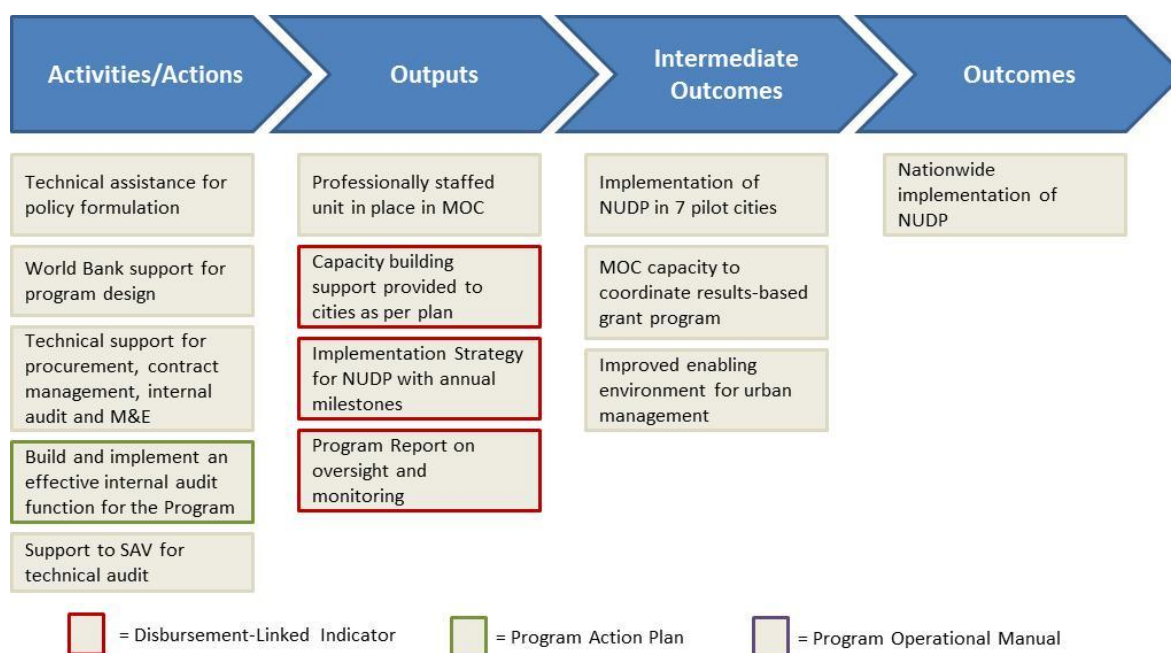 Activities/Actions
Outputs
Intermediate
Outcomes
Outcomes
Technical assistance for
policy formulation
World Bank support for
program design
Technical support for
procurement, contract
management, internal
audit and M&E
Build and implement an
effective internal audit
function for the Program
Support to SAV for
technical audit
Professionally staffed
unit in place in MOC
Capacity building
support provided to
cities as per plan
Implementation Strategy
for NUDP with annual
milestones
Program Report on
oversight and
monitoring
Implementation of
NUDP in 7 pilot cities
MOC capacity to
coordinate results-based
grant program
Improved enabling
environment for urban
management
Nationwide
implementation of
NUDP
= Disbursement-Linked Indicator
= Program Action Plan
= Program Operational Manual